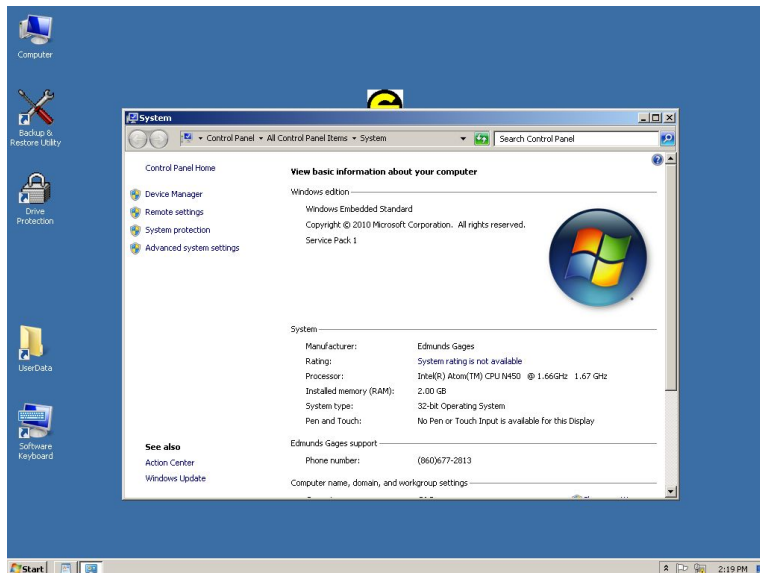 Computer
Backup &
Restore Utility
Drive
Protection
UserData
Software
Keyboard
System
Control Panel All Control Panel Items System
Search Control Panel
Control Panel Home
Device Manager
Remote settings
System protection
Advanced system settings
See also
Action Center
Windows Update
View basic information about your computer
Windows edition
Windows Embedded Standard
Copyright © 2010 Microsoft Corporation. All rights reserved.
Service Pack 1
System
Manufacturer: Edmunds Gages
Rating: System rating is not available
Processor: Intel(R) Atom(TM) CPU N450 @ 1.66GHz 1.67 GHz
Installed memory (RAM): 2.00 GB
System type: 32-bit Operating System
Pen and Touch: No Pen or Touch Input is available for this Display
Edmunds Gages support
Phone number: (860)677-2813
Computer name, domain, and workgroup settings
Start
2:19 PM